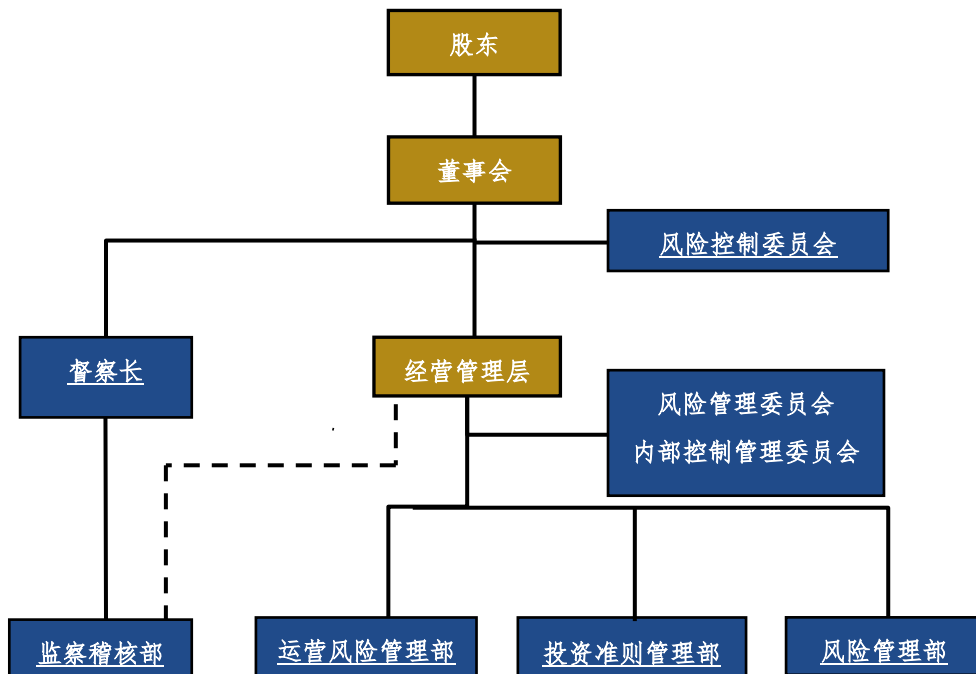 股东
董事会
风险控制委员会
督察长
经营管理层
风险管理委员会
内部控制管理委员会
监察稽核部
运营风险管理部
投资准则管理部
风险管理部